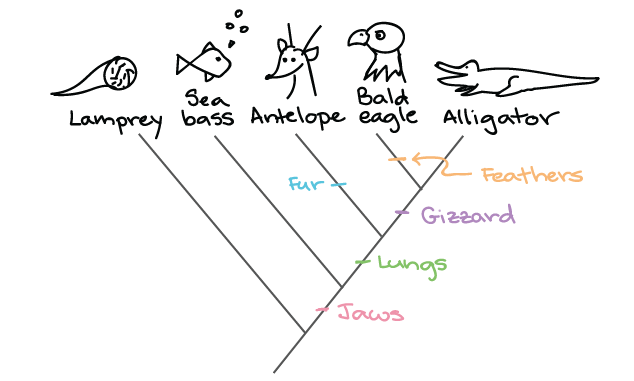 Lamprey
Sea
bass
Antelope
Bald
eagle
Alligator
Fur
Feathers
Gizzard
Lungs
Jaws